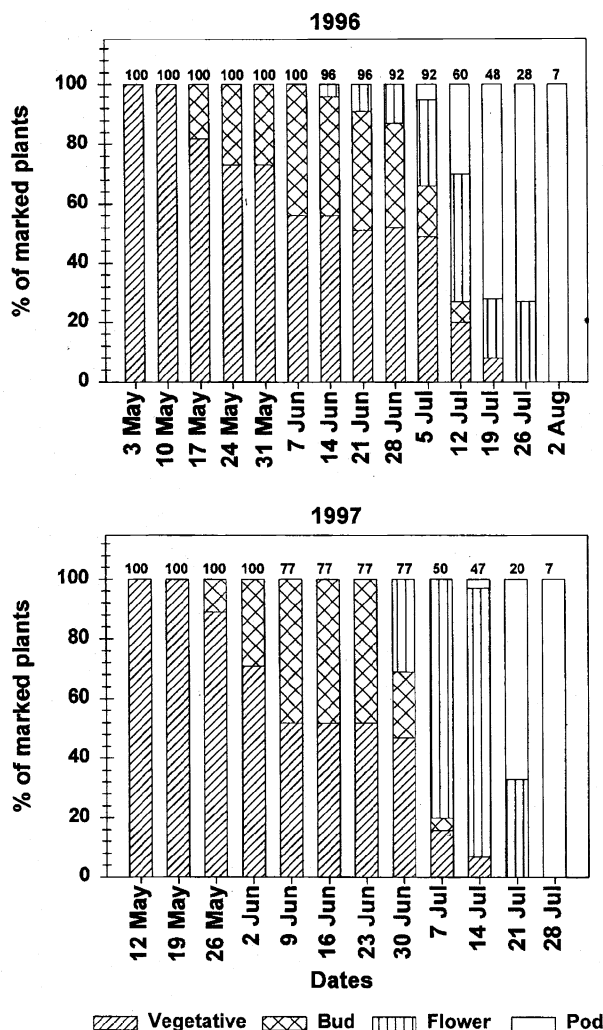 1996
100 100 100 100 100 100 96 96 92 92 60 48 28 7
100
80
60
40
20
0
% of marked plants
3 May
10 May
17 May
24 May
31 May
7 Jun
14 Jun
21 Jun
28 Jun
5 Jul
12 Jul
19 Jul
26 Jul
2 Aug
1997
100 100 100 100 77 77 77 77 50 47 20 7
100
80
60
40
20
0
% of marked plants
12 May
19 May
26 May
2 Jun
9 Jun
16 Jun
23 Jun
30 Jun
7 Jul
14 Jul
21 Jul
28 Jul
Dates
Vegetative Bud Flower Pod